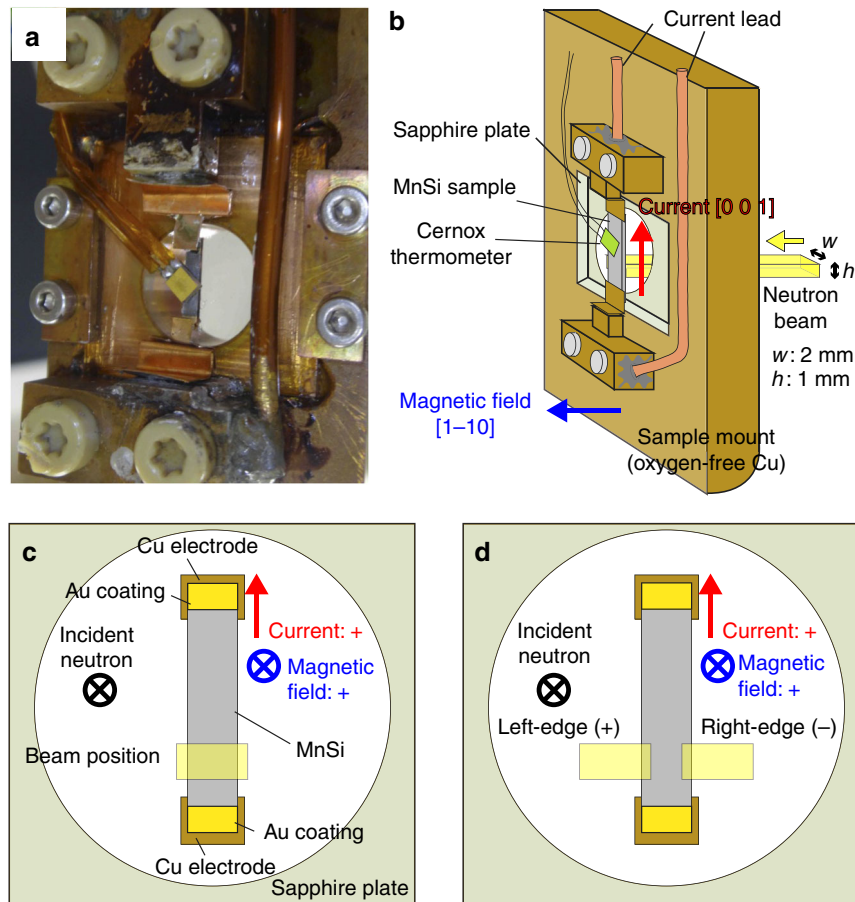 a
b
Current lead
Sapphire plate
MnSi sample
Cernox
thermometer
Current [0 0 1]
w
h
Neutron
beam
w: 2 mm
h: 1 mm
Magnetic field
[1–10]
Sample mount
(oxygen-free Cu)
c
Cu electrode
Au coating
Incident
neutron
Current: +
Magnetic
field: +
Beam position
MnSi
Au coating
Cu electrode
Sapphire plate
d
Incident
neutron
Current: +
Magnetic
field: +
Left-edge (+)
Right-edge (–)